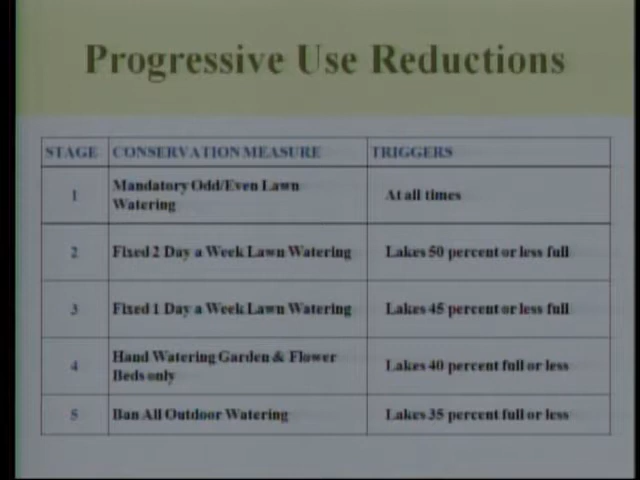 Progressive Use Reductions
STAGE CONSERVATION MEASURE TRIGGERS
1 Mandatory Odd/Even Lawn Watering At all times
2 Fixed 2 Day a Week Lawn Watering Lakes 50 percent or less full
3 Fixed 1 Day a Week Lawn Watering Lakes 45 percent or less full
4 Hand Watering Garden & Flower Beds only Lakes 40 percent full or less
5 Ban All Outdoor Watering Lakes 35 percent full or less